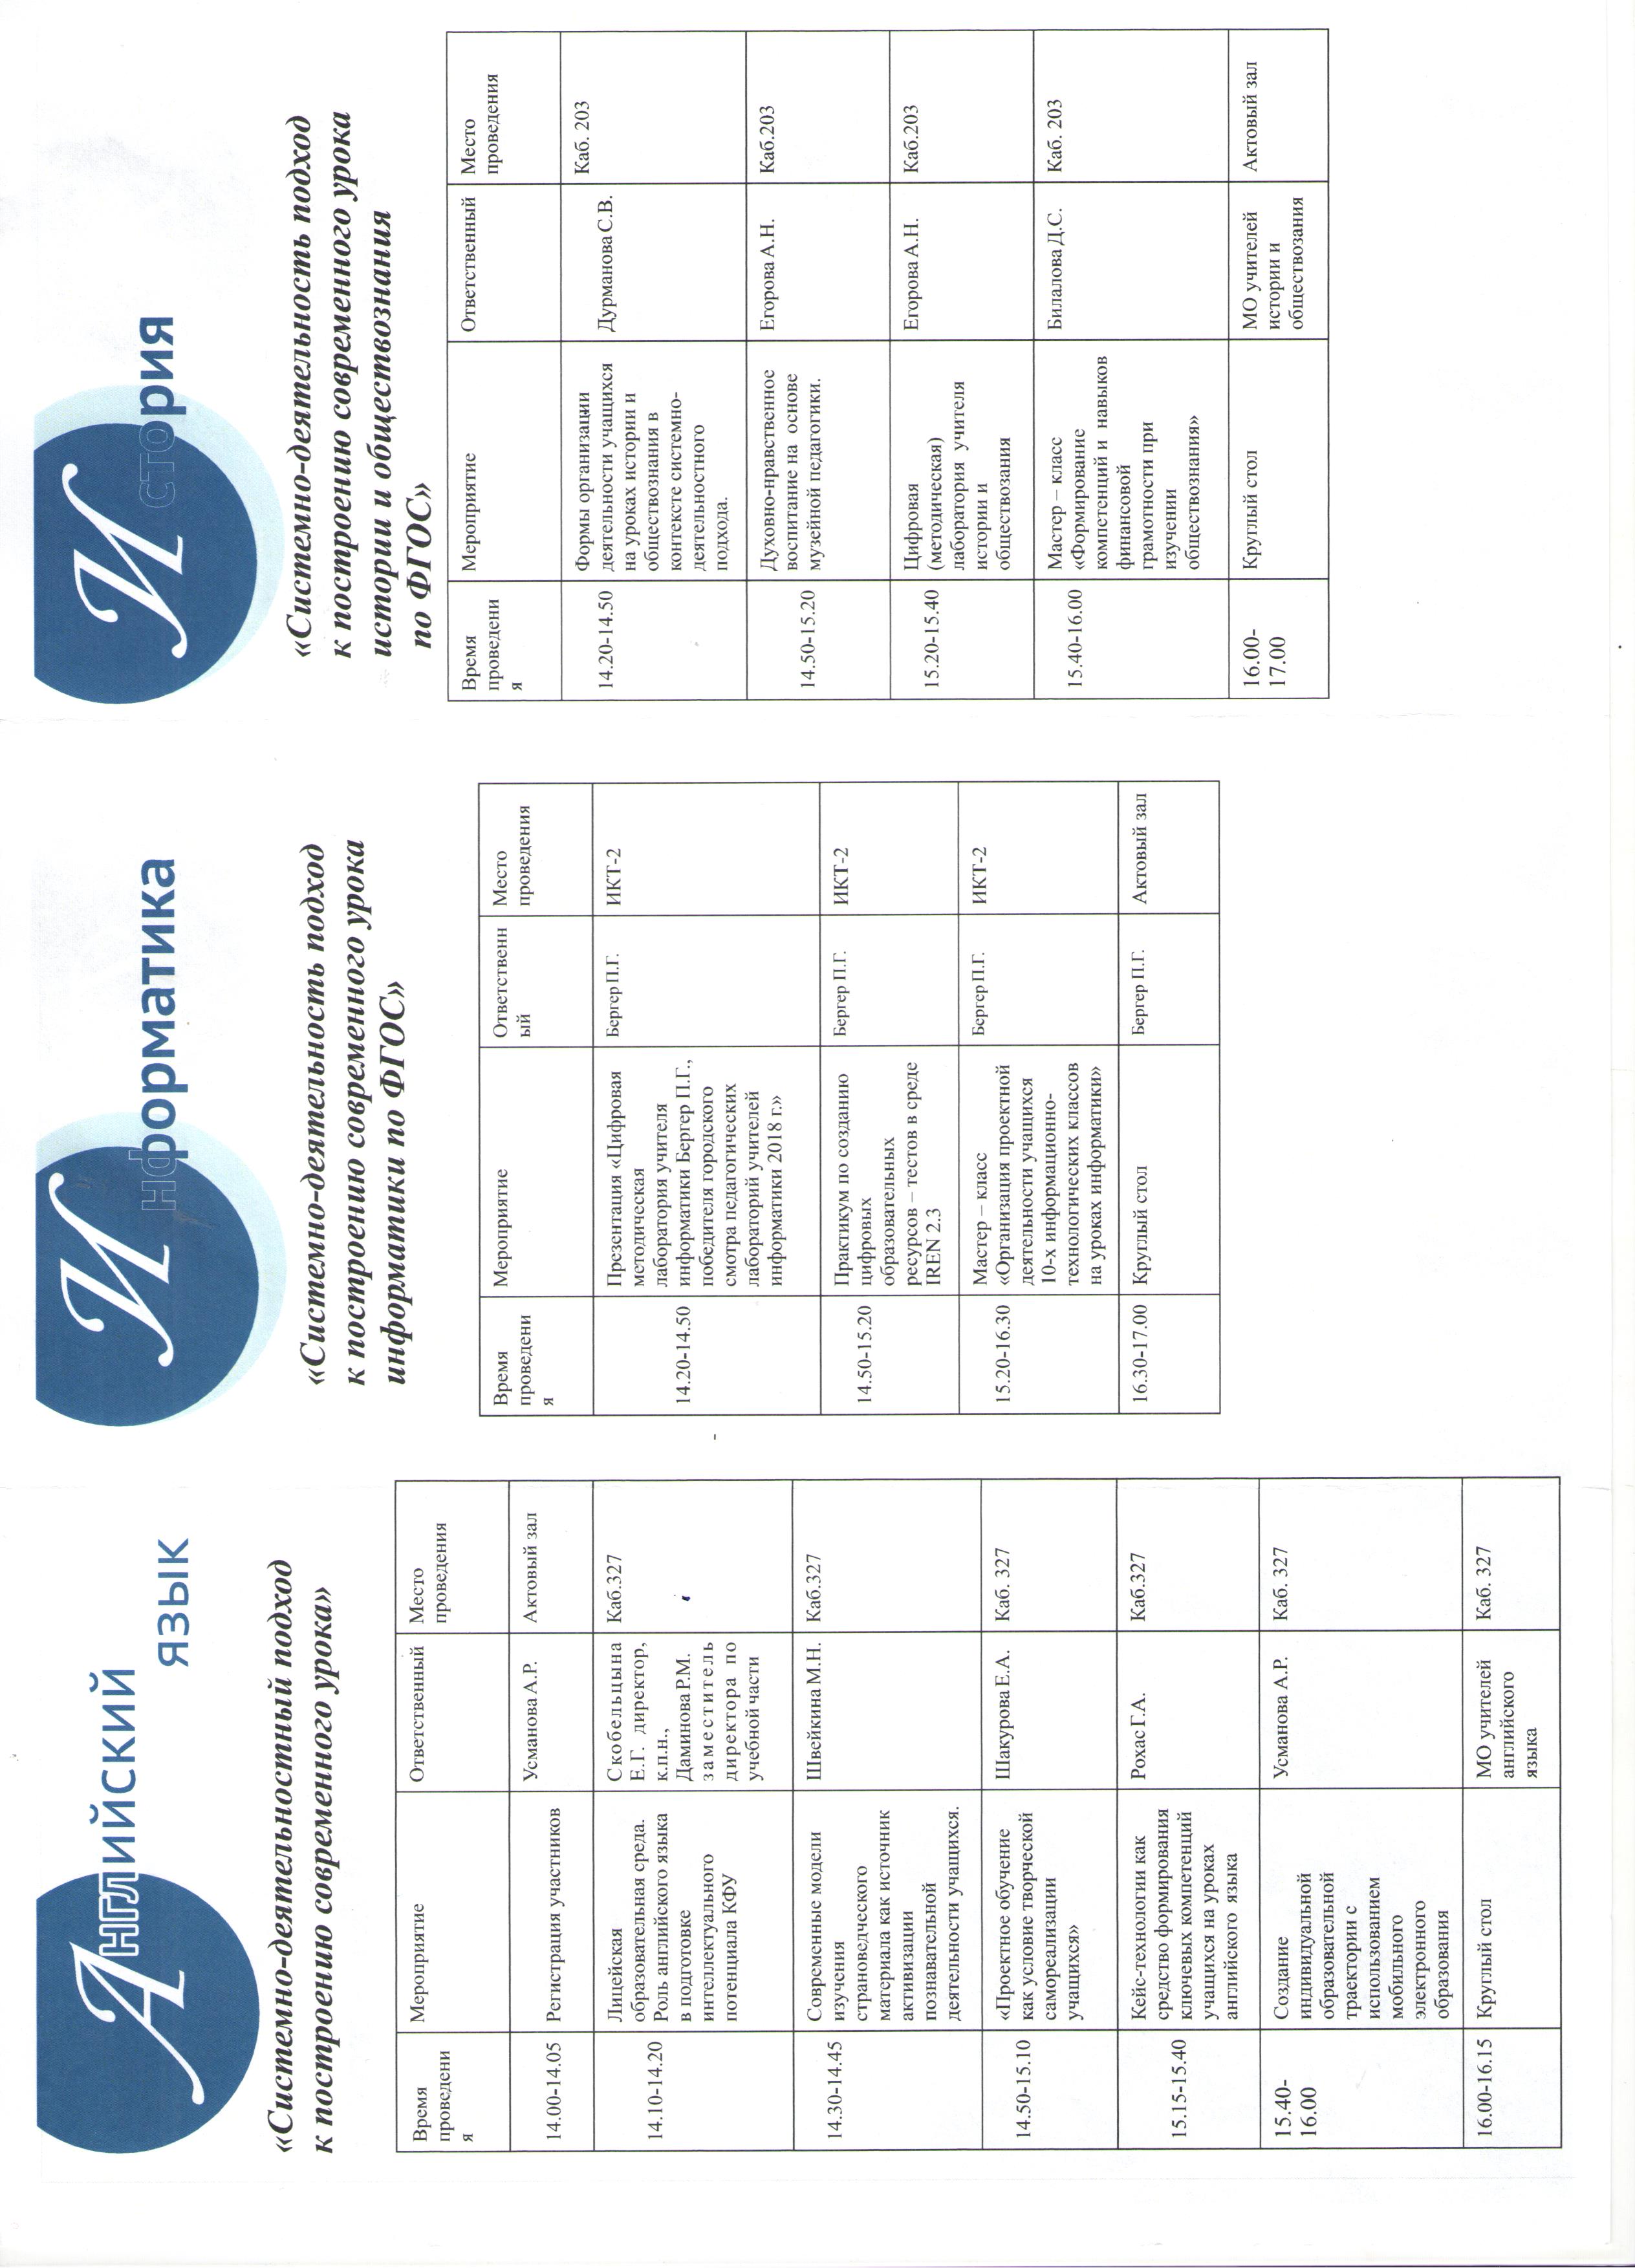 Английский
язык
«Системно-деятельностный подход
к построению современного урока»
Время
проведени
я
Мероприятие
Ответственный
Место
проведения
14.00-14.05
Регистрация участников
Усманова А.Р.
Актовый зал
14.10-14.20
Лицейская
образовательная среда.
Роль английского языка
в подготовке
интеллектуального
потенциала КФУ
Скобельцына
Е.Г. директор,
к.п.н.,
Даминова Р.М.
заместитель
директора по
учебной части
Каб.327
14.30-14.45
Современные модели
изучения
страноведческого
материала как источник
активизации
познавательной
деятельности учащихся.
Швейкина М.Н.
Каб.327
14.50-15.10
«Проектное обучение
как условие творческой
самореализации
учащихся»
Шакурова Е.А.
Каб. 327
15.15-15.40
Кейс-технологии как
средство формирования
ключевых компетенций
учащихся на уроках
английского языка
Рохас Г.А.
Каб.327
15.40-
16.00
Создание
индивидуальной
образовательной
траектории с
использованием
мобильного
электронного
образования
Усманова А.Р.
Каб. 327
16.00-16.15
Круглый стол
МО учителей
английского
языка
Каб. 327
Информатика
«Системно-деятельность подход
к построению современного урока
информатики по ФГОС»
Время
проведени
я
Мероприятие
Ответственн
ый
Место
проведения
14.20-14.50
Презентация «Цифровая
методическая
лаборатория учителя
информатики Бергер П.Г.,
победителя городского
смотра педагогических
лабораторий учителей
информатики 2018 г.»
Бергер П.Г.
ИКТ-2
14.50-15.20
Практикум по созданию
цифровых
образовательных
ресурсов – тестов в среде
IREN 2.3
Бергер П.Г.
ИКТ-2
15.20-16.30
Мастер – класс
«Организация проектной
деятельности учащихся
10-х информационно-
технологических классов
на уроках информатики»
Бергер П.Г.
ИКТ-2
16.30-17.00
Круглый стол
Бергер П.Г.
Актовый зал
История
«Системно-деятельность подход
к построению современного урока
истории и обществознания
по ФГОС»
Время
проведени
я
Мероприятие
Ответственный
Место
проведения
14.20-14.50
Формы организации
деятельности учащихся
на уроках истории и
обществознания в
контексте системно-
деятельностного
подхода.
Дурманова С.В.
Каб. 203
14.50-15.20
Духовно-нравственное
воспитание на основе
музейной педагогики.
Егорова А.Н.
Каб.203
15.20-15.40
Цифровая
(методическая)
лаборатория учителя
истории и
обществозания
Егорова А.Н.
Каб.203
15.40-16.00
Мастер – класс
«Формирование
компетенций и навыков
финансовой
грамотности при
изучении
обществознания»
Билалова Д.С.
Каб. 203
16.00-
17.00
Круглый стол
МО учителей
истории и
обществозания
Актовый зал